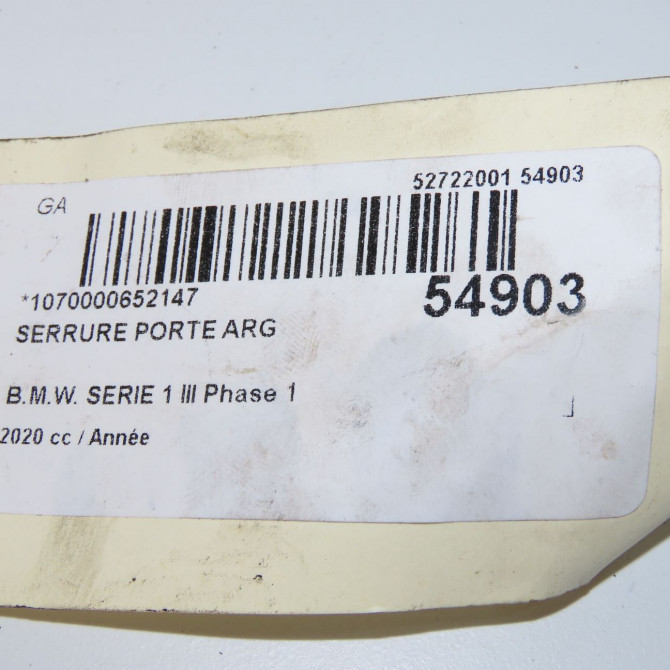 GA
52722001 54903
*1070000652147
54903
SERRURE PORTE ARG
B.M.W. SERIE 1 III Phase 1
2020 cc / Année